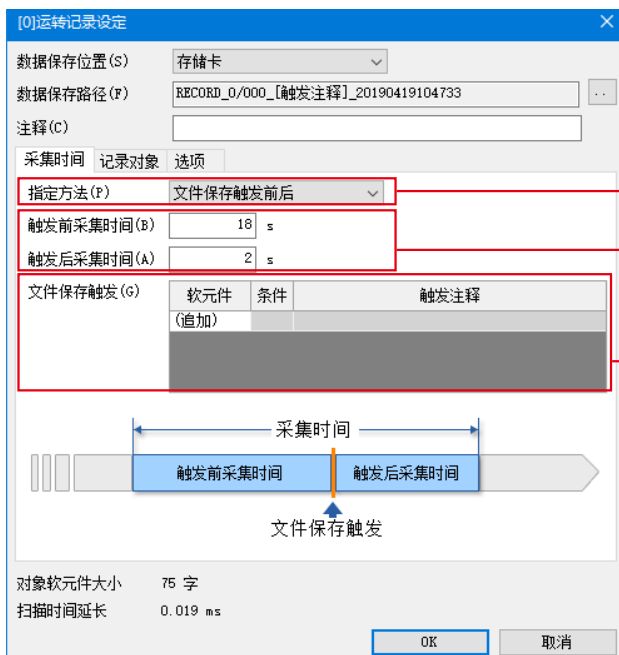 [0]运转记录设定
数据保存位置(S) 存储卡
数据保存路径(F) RECORD_0/000_[触发注释]_20190419104733 ..
注释(C)
采集时间 记录对象 选项
指定方法(P) 文件保存触发前后
触发前采集时间(B) 18 s
触发后采集时间(A) 2 s
文件保存触发(G) 软元件 条件 触发注释
(追加)
采集时间
触发前采集时间 触发后采集时间
文件保存触发
对象软元件大小 75 字
扫描时间延长 0.019 ms
OK 取消